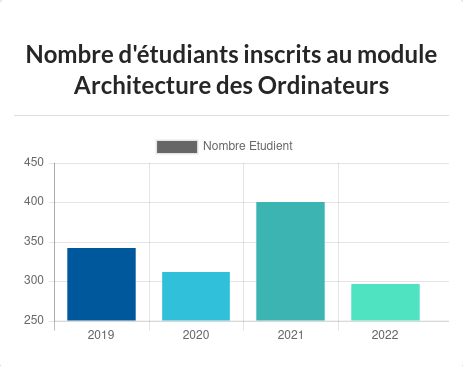 Nombre d'étudiants inscrits au module
Architecture des Ordinateurs
Nombre Etudient
450
400
350
300
250
2019 2020 2021 2022